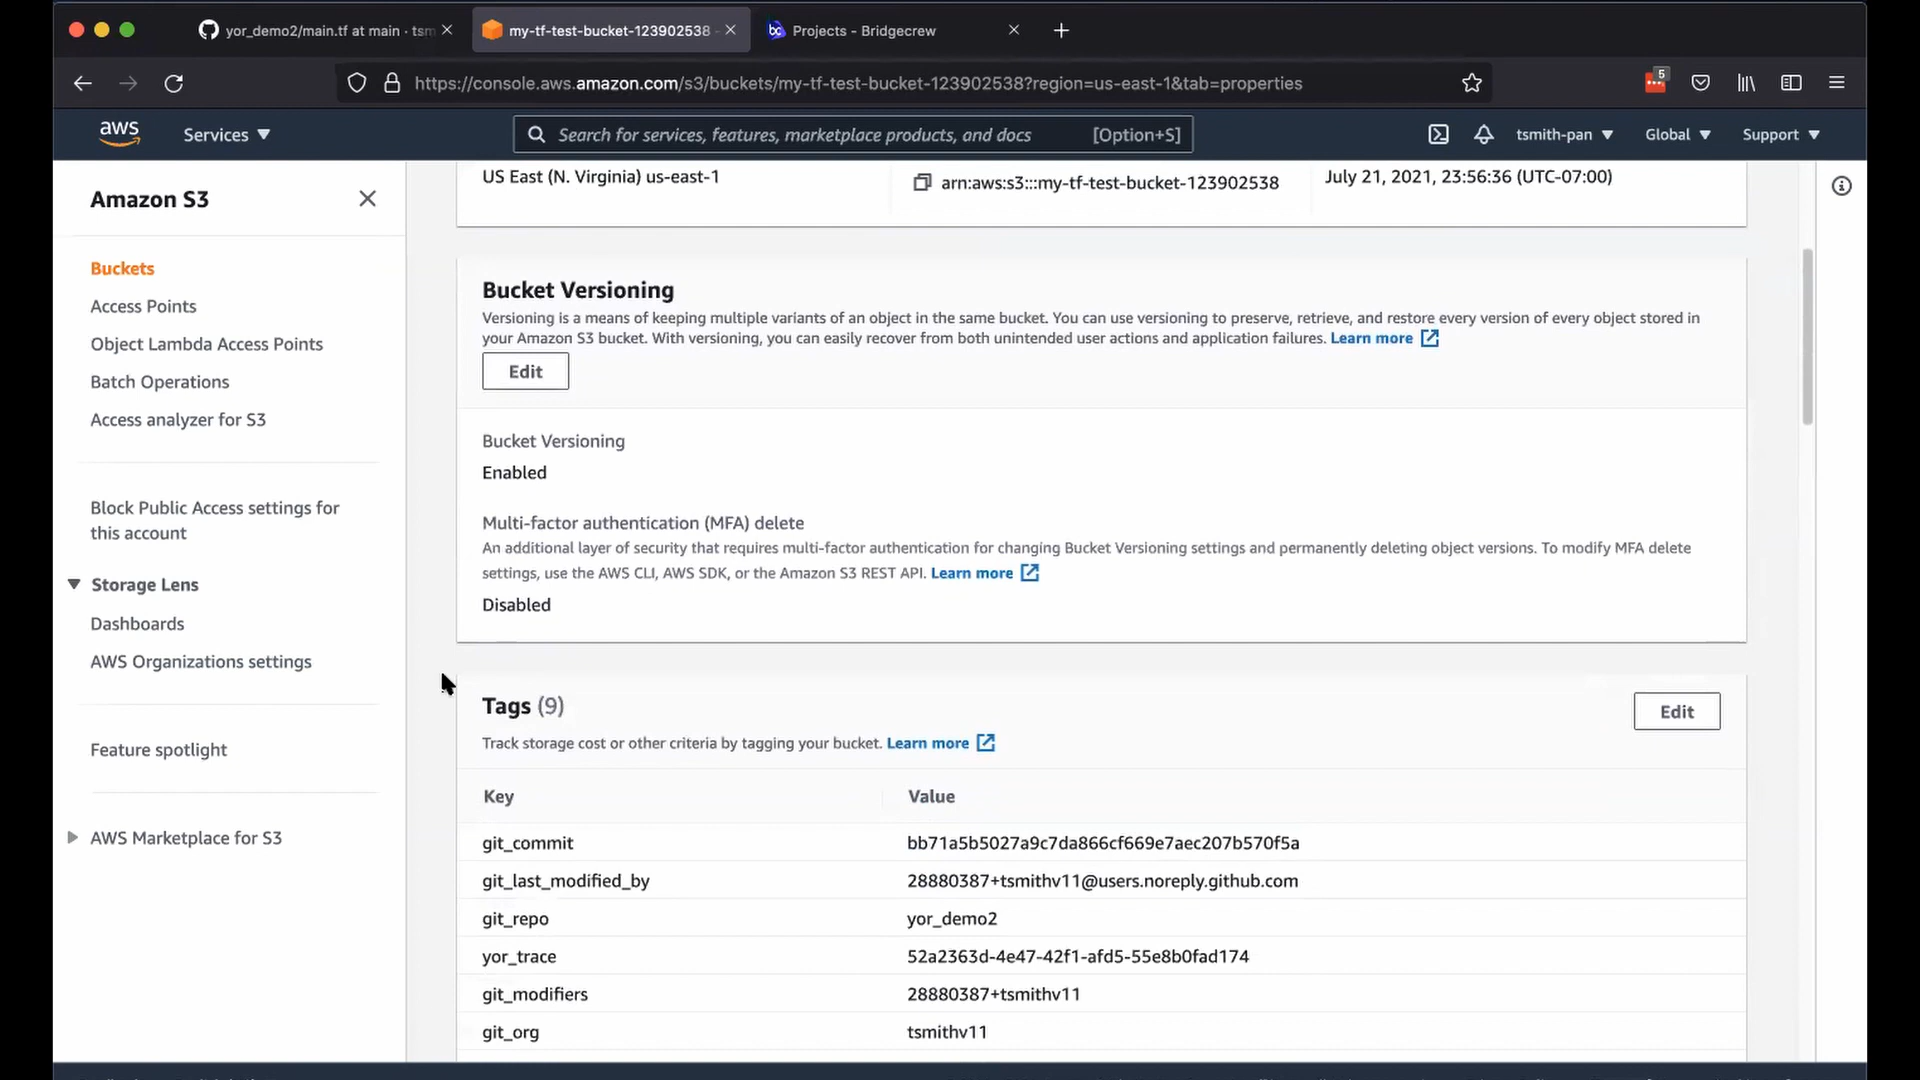 yor_demo2/main.tf at main · tsm
my-tf-test-bucket-123902538
Projects - Bridgecrew
https://console.aws.amazon.com/s3/buckets/my-tf-test-bucket-123902538?region=us-east-1&tab=properties
5
aws
Services
Search for services, features, marketplace products, and docs
[Option+S]
tsmith-pan
Global
Support
Amazon S3
Buckets
Access Points
Object Lambda Access Points
Batch Operations
Access analyzer for S3
Block Public Access settings for
this account
Storage Lens
Dashboards
AWS Organizations settings
Feature spotlight
AWS Marketplace for S3
US East (N. Virginia) us-east-1
arn:aws:s3:::my-tf-test-bucket-123902538
July 21, 2021, 23:56:36 (UTC-07:00)
Bucket Versioning
Versioning is a means of keeping multiple variants of an object in the same bucket. You can use versioning to preserve, retrieve, and restore every version of every object stored in
your Amazon S3 bucket. With versioning, you can easily recover from both unintended user actions and application failures. Learn more
Edit
Bucket Versioning
Enabled
Multi-factor authentication (MFA) delete
An additional layer of security that requires multi-factor authentication for changing Bucket Versioning settings and permanently deleting object versions. To modify MFA delete
settings, use the AWS CLI, AWS SDK, or the Amazon S3 REST API. Learn more
Disabled
Tags (9)
Edit
Track storage cost or other criteria by tagging your bucket. Learn more
Key Value
git_commit bb71a5b5027a9c7da866cf669e7aec207b570f5a
git_last_modified_by 28880387+tsmithv11@users.noreply.github.com
git_repo yor_demo2
yor_trace 52a2363d-4e47-42f1-afd5-55e8b0fad174
git_modifiers 28880387+tsmithv11
git_org tsmithv11